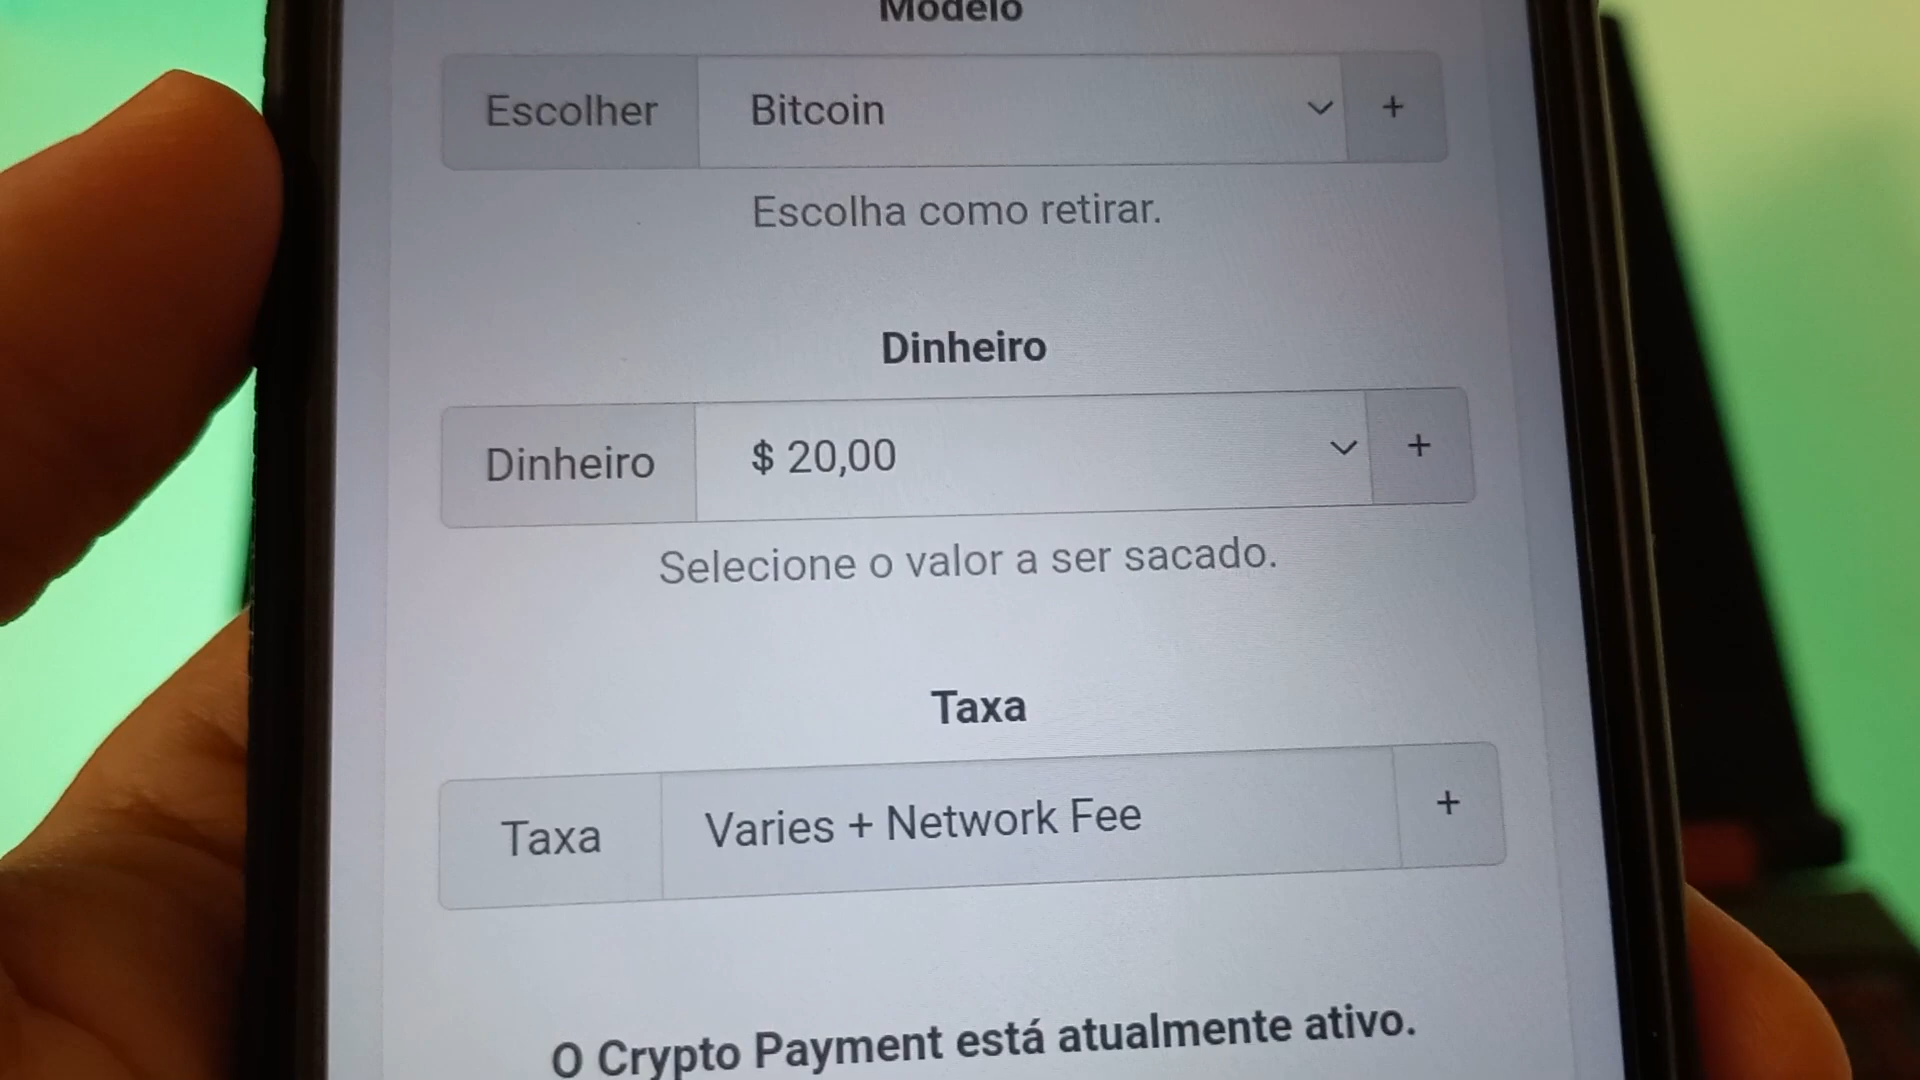 Modelo
Escolher Bitcoin +
Escolha como retirar.
Dinheiro
Dinheiro $ 20,00 +
Selecione o valor a ser sacado.
Taxa
Taxa Varies + Network Fee +
O Crypto Payment está atualmente ativo.